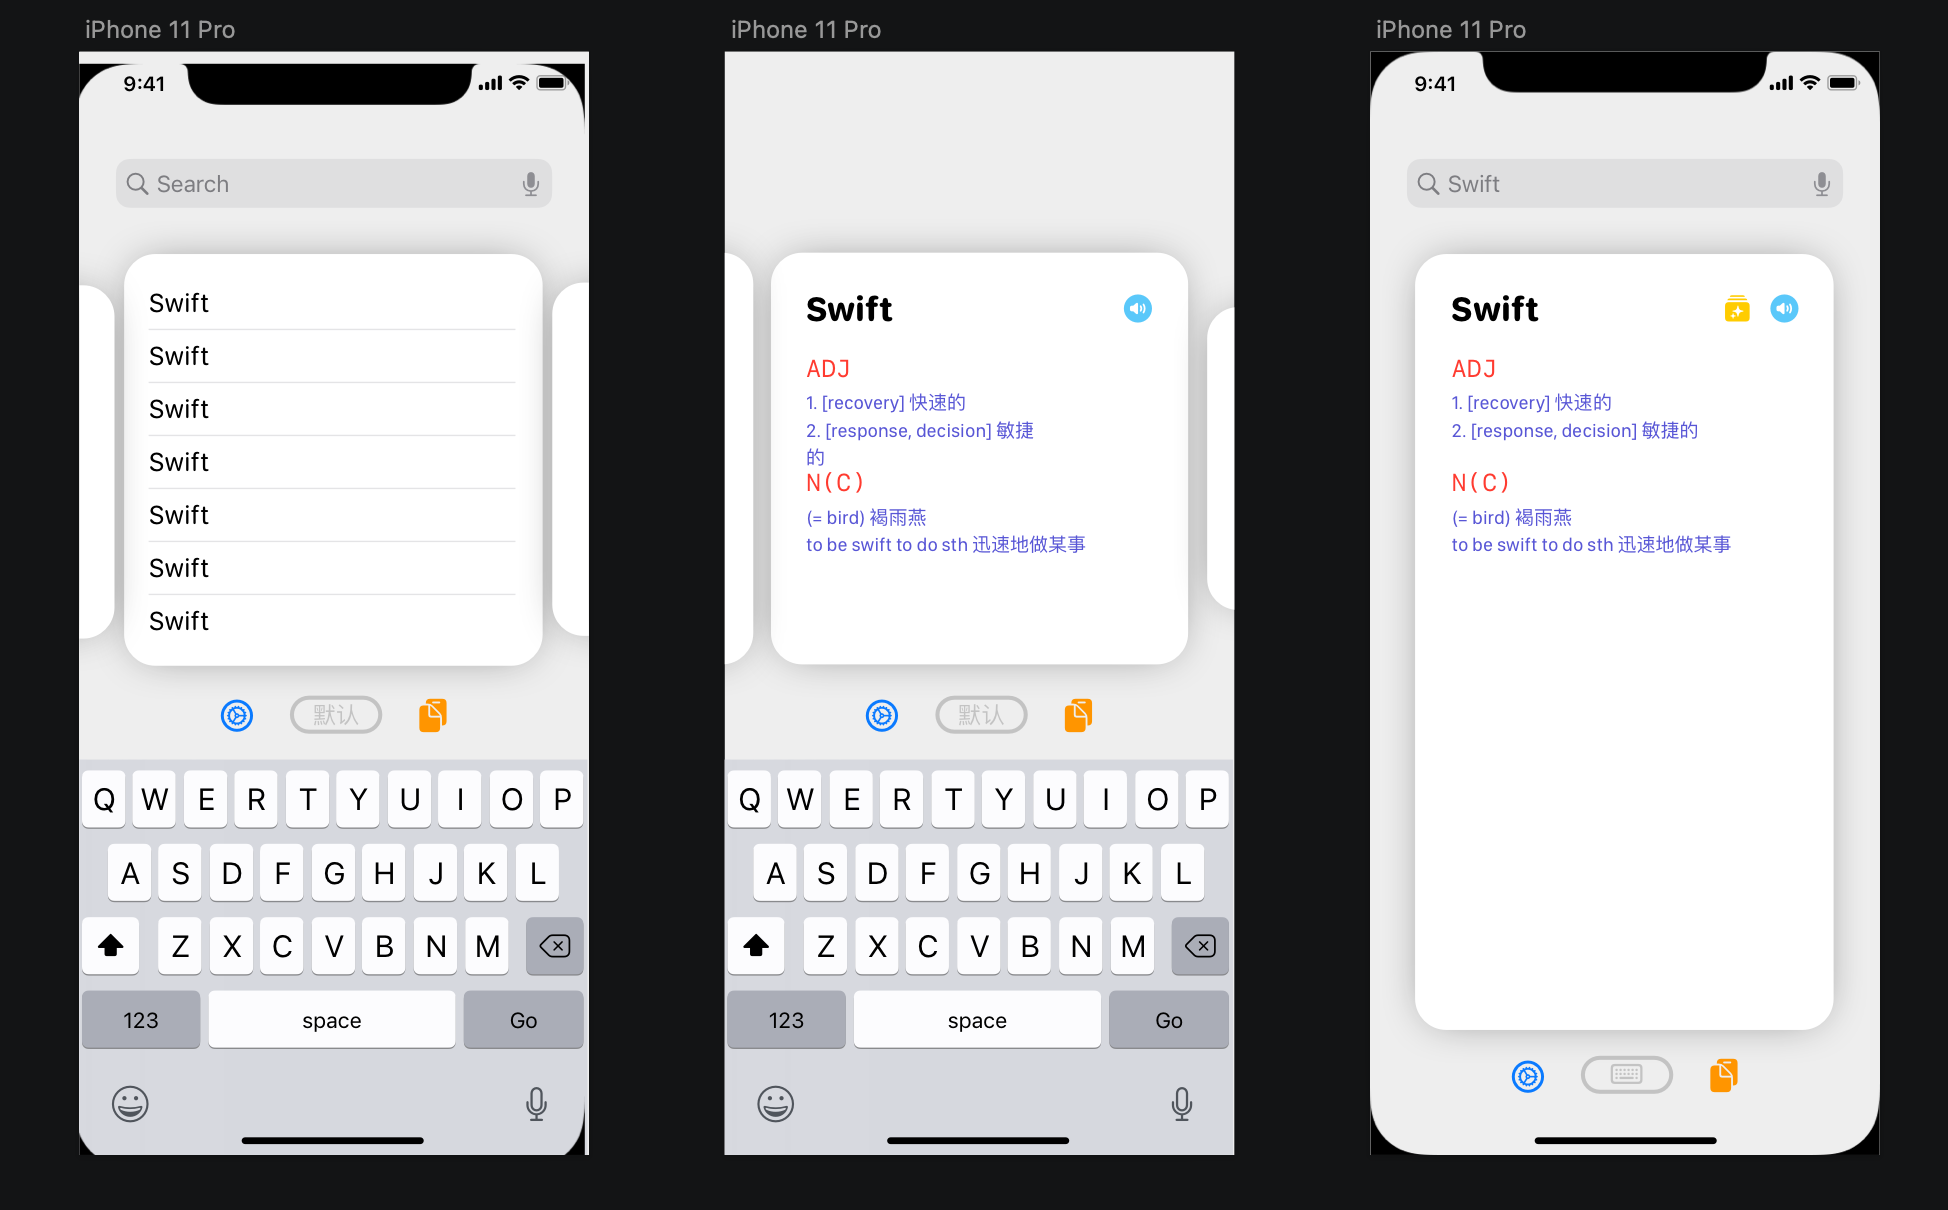 iPhone 11 Pro
9:41
Search
Swift
Swift
Swift
Swift
Swift
Swift
Swift
默认
Q W E R T Y U I O P
A S D F G H J K L
Z X C V B N M
123 space Go
iPhone 11 Pro
Swift
ADJ
1. [recovery] 快速的
2. [response, decision] 敏捷
的
N(C)
(= bird) 褐雨燕
to be swift to do sth 迅速地做某事
默认
Q W E R T Y U I O P
A S D F G H J K L
Z X C V B N M
123 space Go
iPhone 11 Pro
9:41
Swift
Swift
ADJ
1. [recovery] 快速的
2. [response, decision] 敏捷的
N(C)
(= bird) 褐雨燕
to be swift to do sth 迅速地做某事